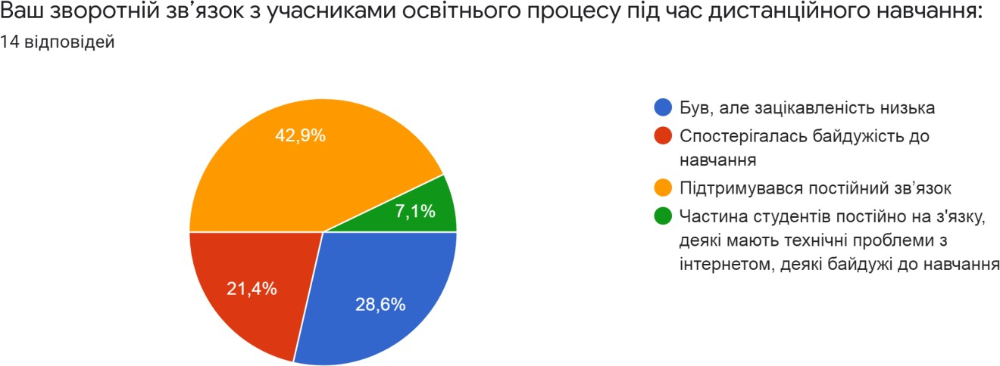 Ваш зворотній зв’язок з учасниками освітнього процесу під час дистанційного навчання:
14 відповідей
42,9%
7,1%
21,4%
28,6%
Був, але зацікавленість низька
Спостерігалась байдужість до
навчання
Підтримувався постійний зв’язок
Частина студентів постійно на з'язку,
деякі мають технічні проблеми з
інтернетом, деякі байдужі до навчання